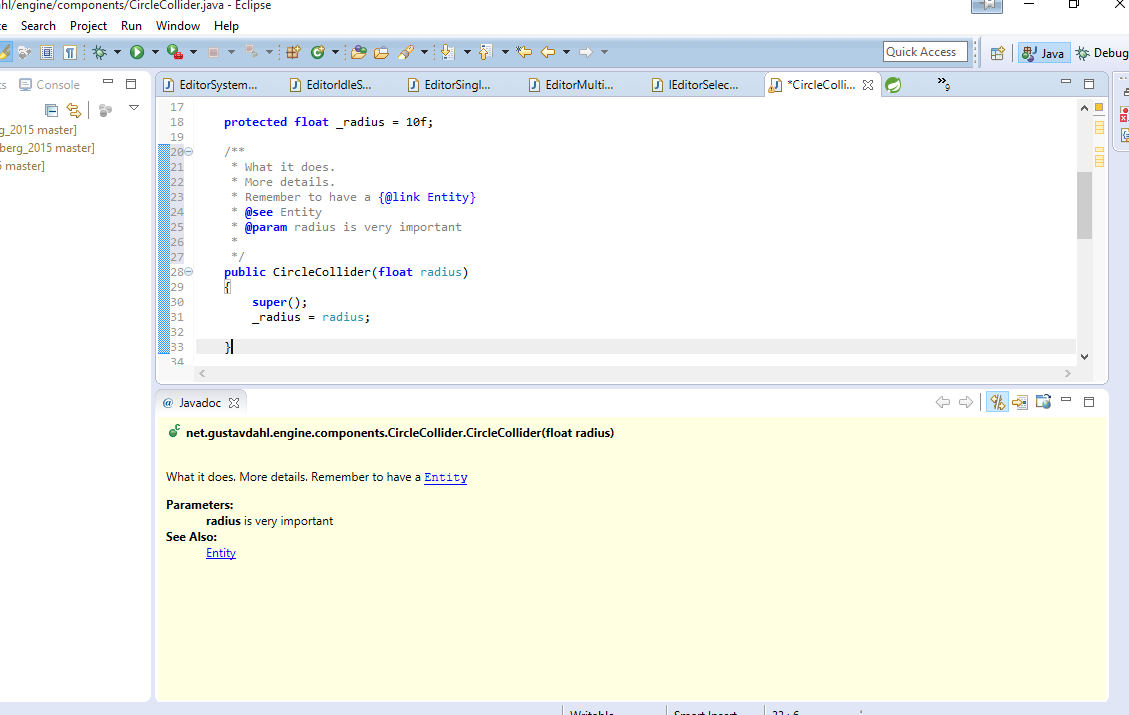 hl/engine/components/CircleCollider.java - Eclipse
ce Search Project Run Window Help
Quick Access Java Debug
ts Console
EditorSystem... EditorIdleS... EditorSingl... EditorMulti... IEditorSelec... *CircleColli... »9
g_2015 master]
berg_2015 master]
5 master]
17
18 protected float _radius = 10f;
19
20 /**
21 * What it does.
22 * More details.
23 * Remember to have a {@link Entity}
24 * @see Entity
25 * @param radius is very important
26 *
27 */
28 public CircleCollider(float radius)
29 {
30 super();
31 _radius = radius;
32
33 }
34
@ Javadoc
net.gustavdahl.engine.components.CircleCollider.CircleCollider(float radius)
What it does. More details. Remember to have a Entity
Parameters:
radius is very important
See Also:
Entity
Writable Smart Insert 33 : 6